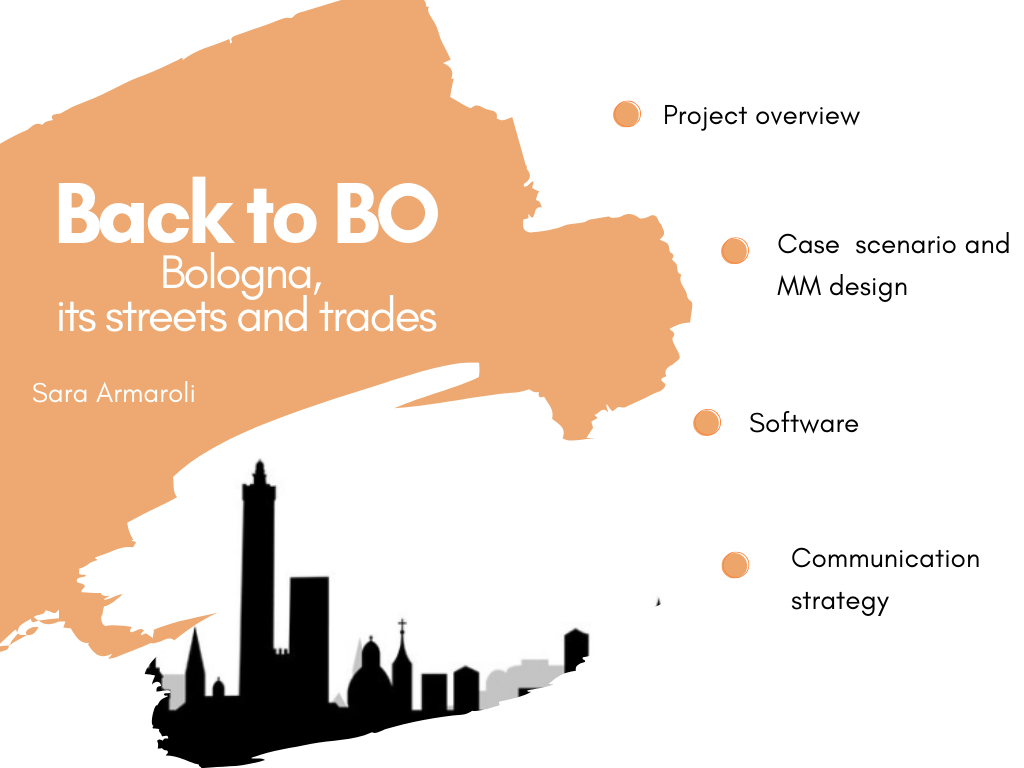 Back to BO
Bologna,
its streets and trades
Sara Armaroli
Project overview
Case  scenario and
MM design
Software
Communication
strategy